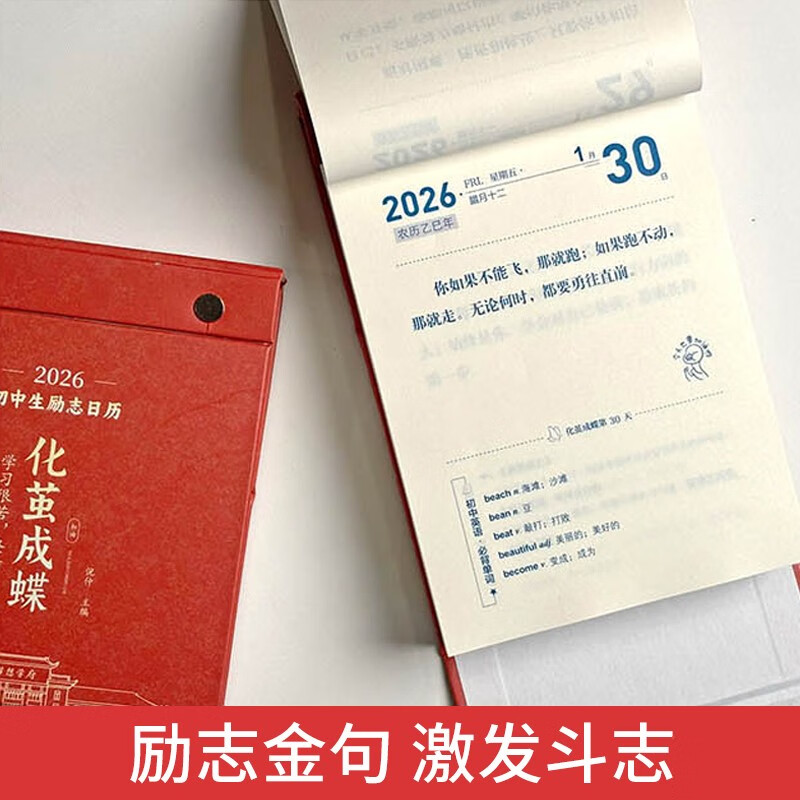 2026
FRI.
星期五·
腊月十二
1月
30日
农历乙巳年
你如果不能飞，那就跑；如果跑不动，
那就走。无论何时，都要勇往直前。
化茧成蝶第 30 天
初中英语·必背单词★
beach n. 海滩；沙滩
bean n. 豆
beat v. 敲打；打败
beautiful adj. 美丽的；美好的
become v. 变成；成为
2026
初中生励志日历
化茧成蝶
学习很苦，
主编
励志金句 激发斗志